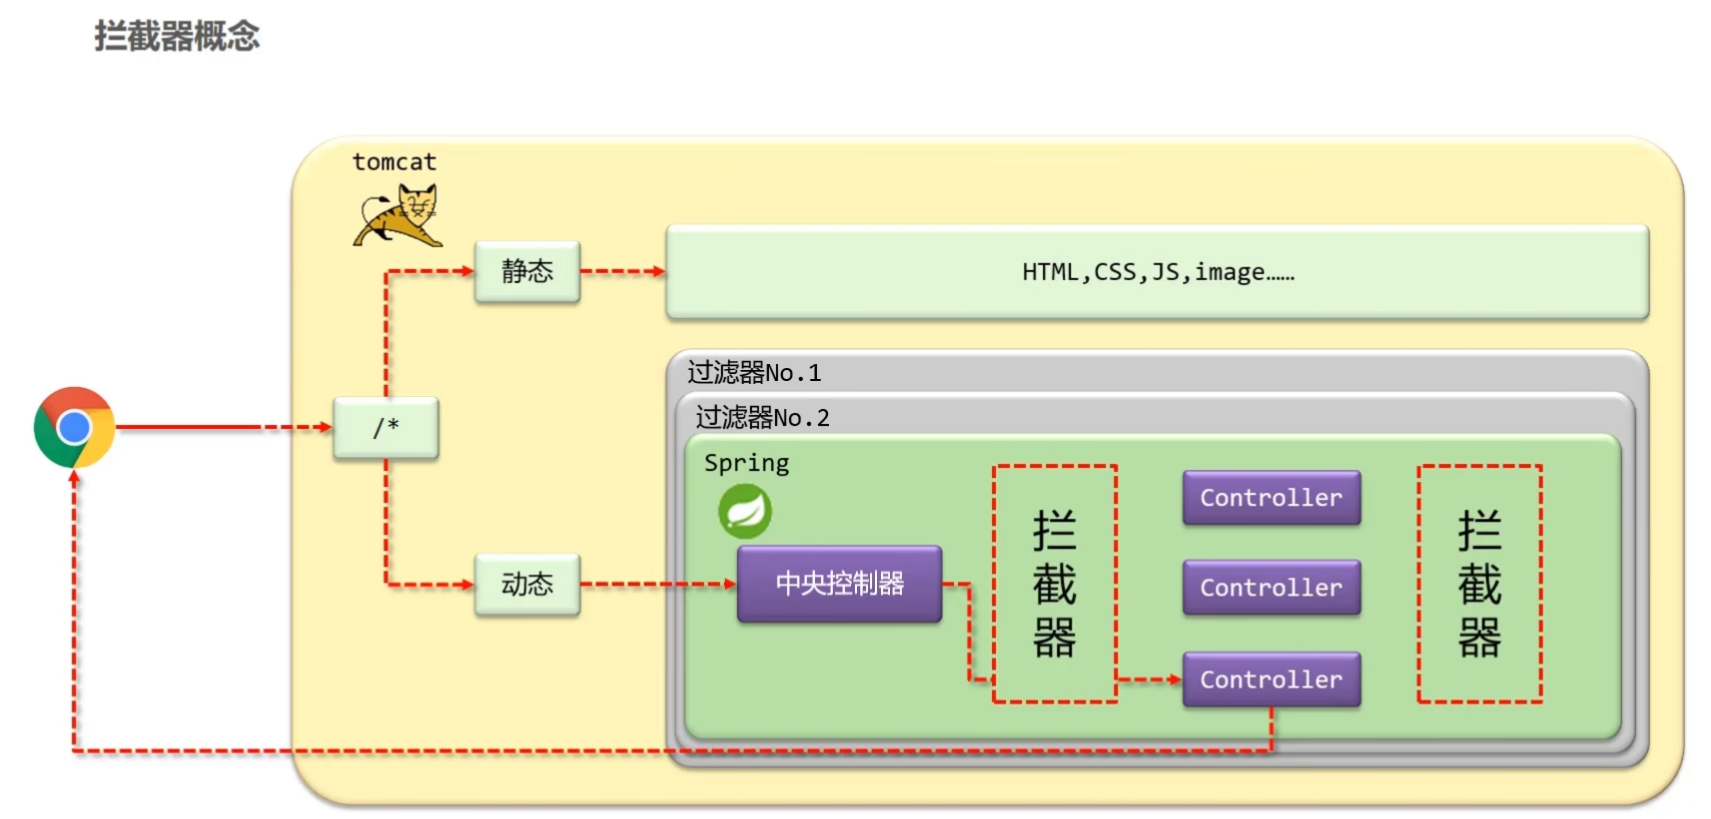 拦截器概念
tomcat
静态
HTML,CSS,JS,image……
/*
过滤器No.1
过滤器No.2
Spring
动态
中央控制器
拦截器
Controller
Controller
Controller
拦截器